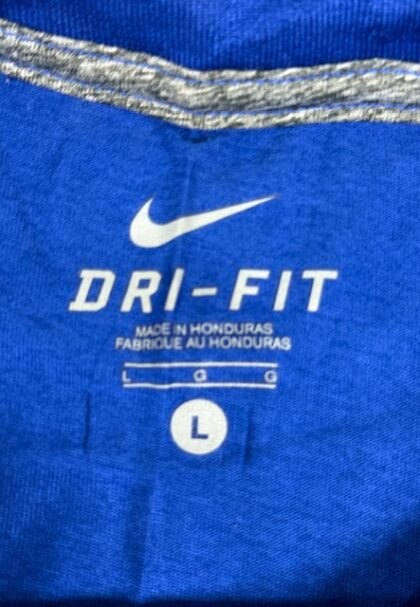 DRI-FIT
MADE IN HONDURAS
FABRIQUE AU HONDURAS
L G G
L